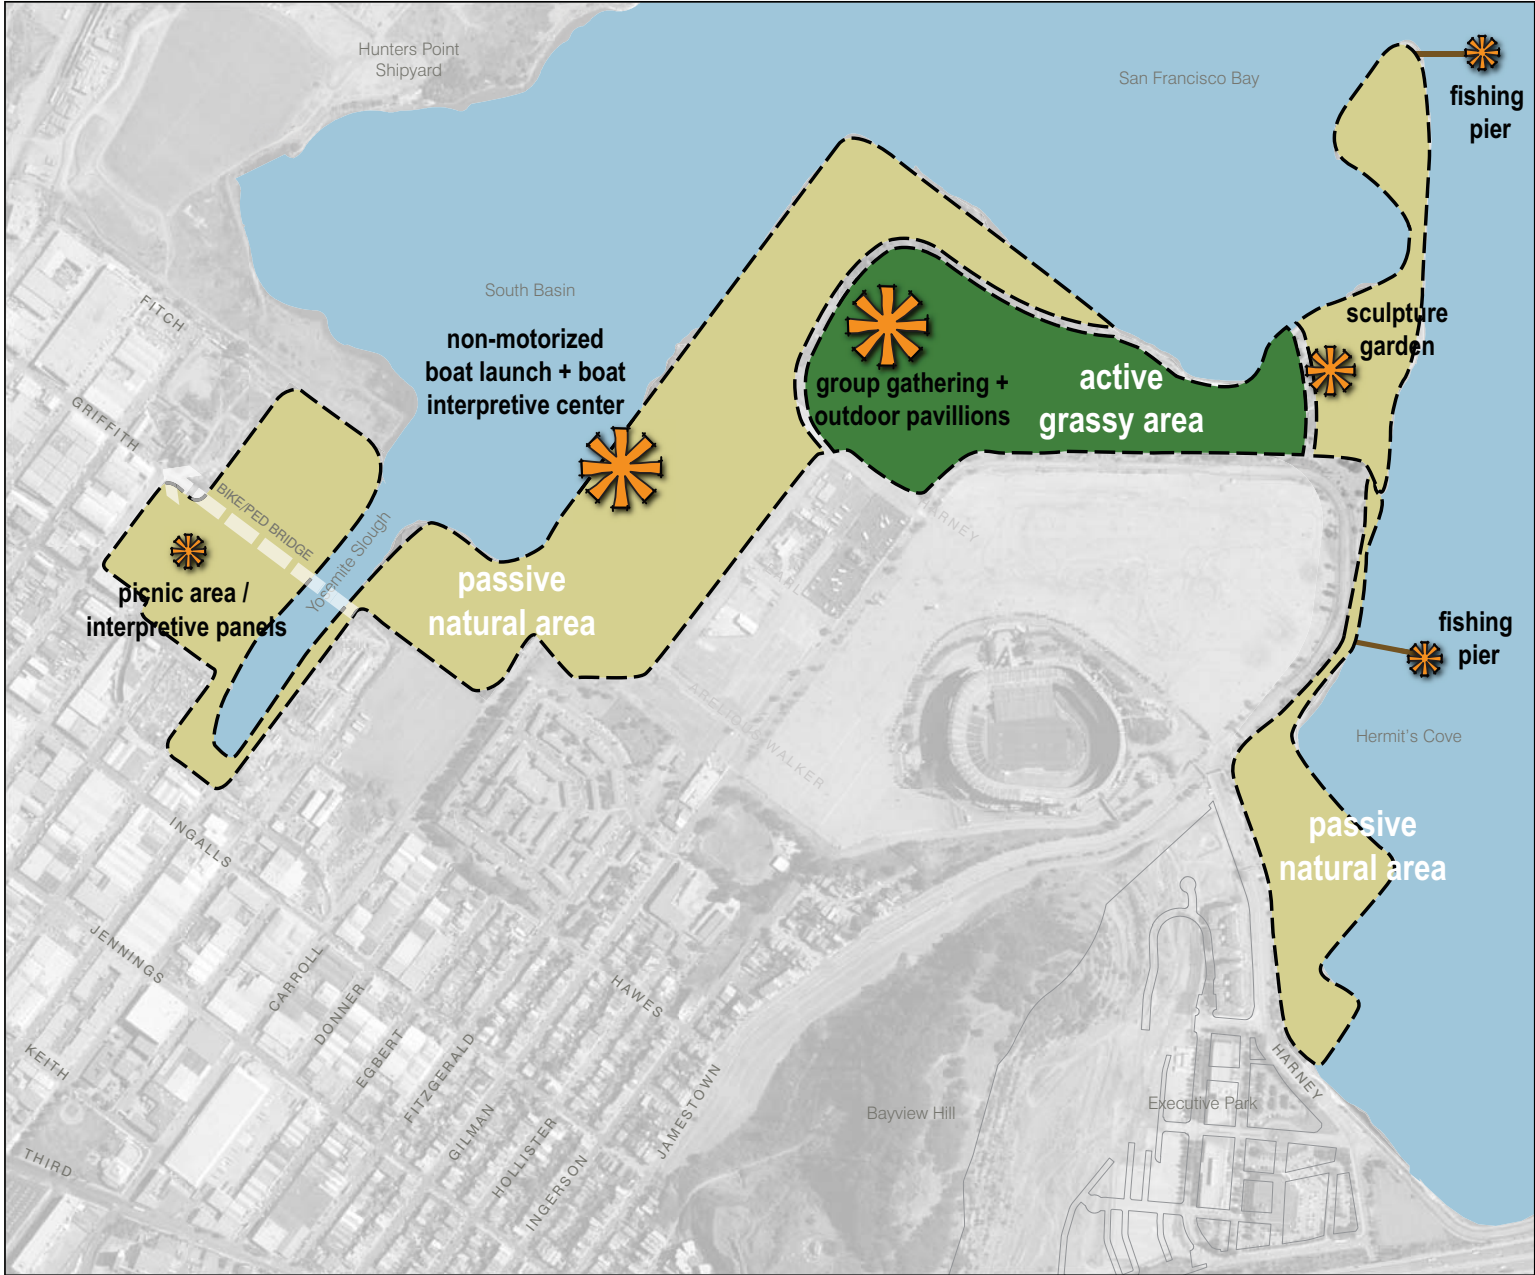 Hunters Point
Shipyard
San Francisco Bay
fishing
pier
South Basin
non-motorized
boat launch + boat
interpretive center
sculpture
garden
group gathering +
outdoor pavillions
active
grassy area
FITCH
GRIFFITH
BIKE/PED BRIDGE
Yosemite Slough
picnic area /
interpretive panels
passive
natural area
HARNEY
fishing
pier
Hermit's Cove
WALKER
passive
natural area
INGALLS
JENNINGS
CARROLL
DONNER
EGBERT
FITZGERALD
GILMAN
HOLLISTER
INGERSON
HAWES
JAMESTOWN
KEITH
THIRD
Bayview Hill
Executive Park
HARNEY